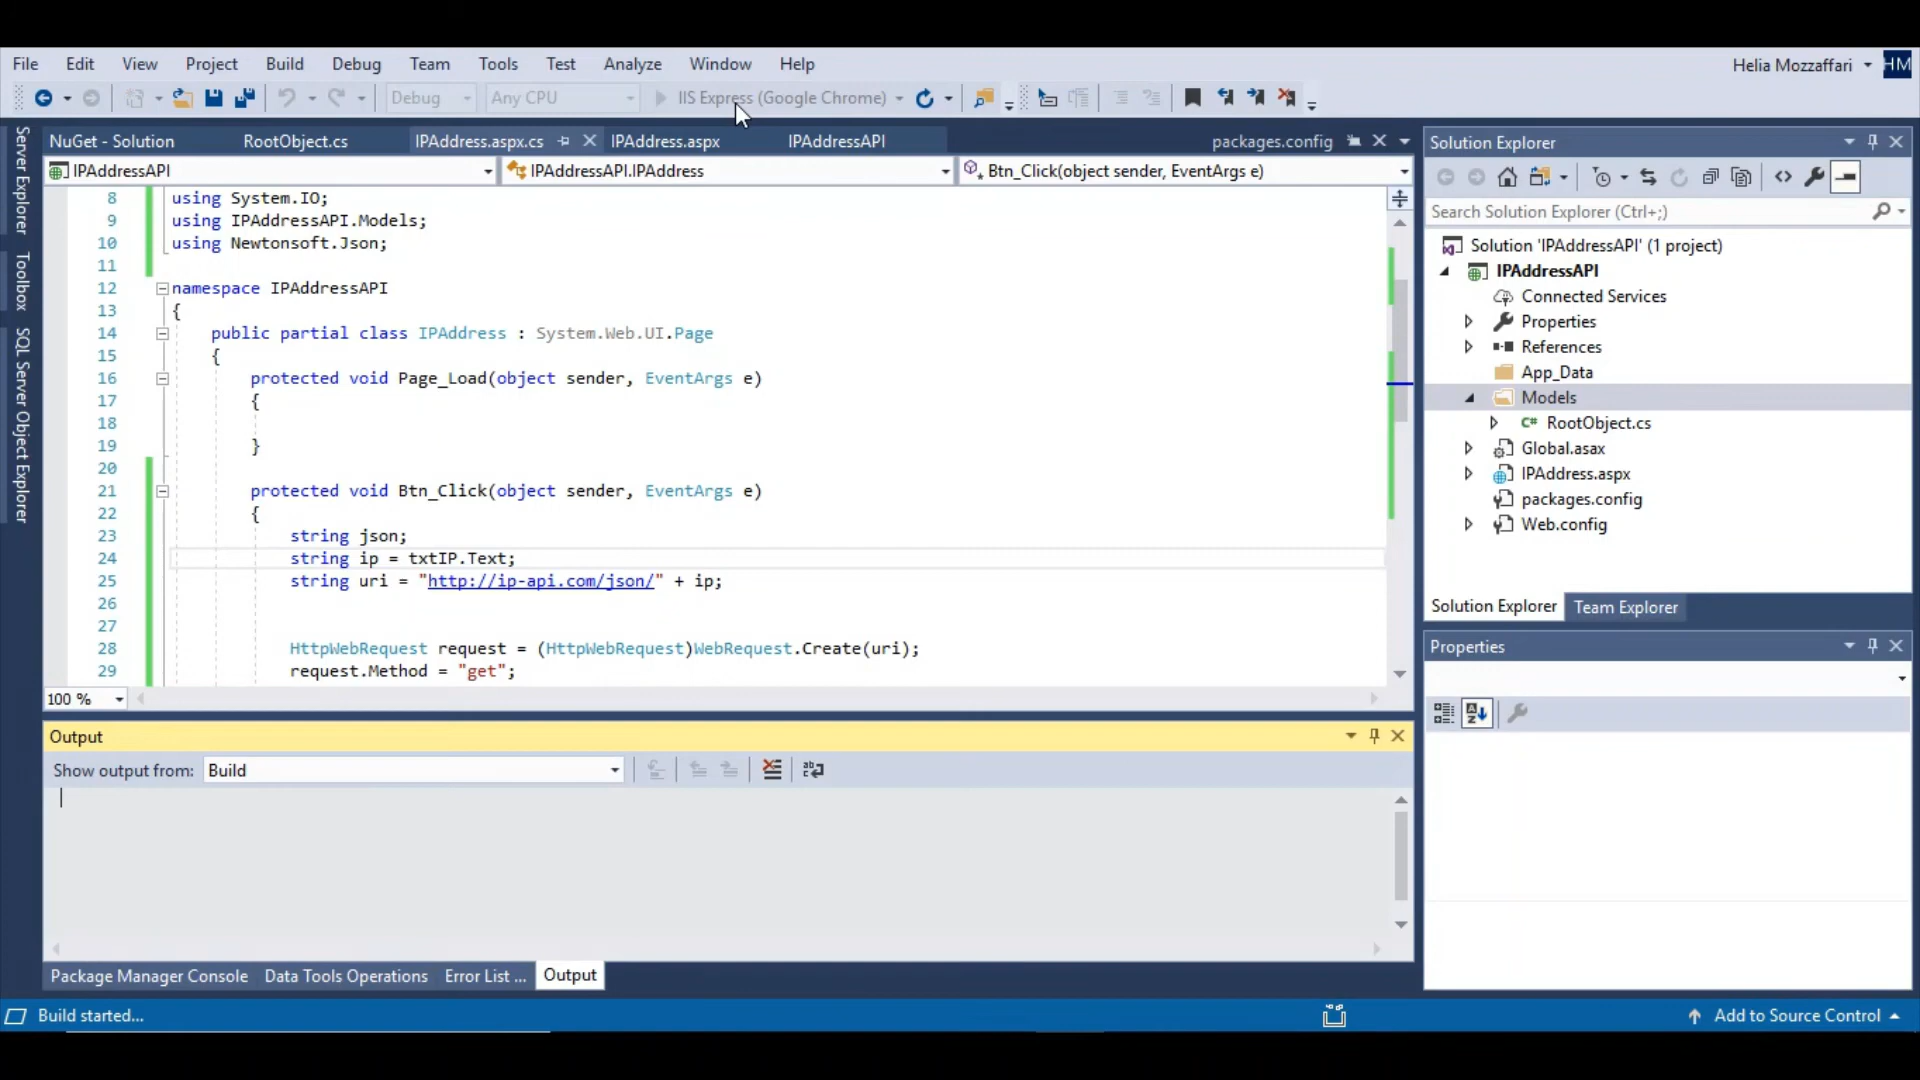 File Edit View Project Build Debug Team Tools Test Analyze Window Help
Helia Mozzaffari HM
Debug Any CPU IIS Express (Google Chrome)
NuGet - Solution RootObject.cs IPAddress.aspx.cs IPAddress.aspx IPAddressAPI packages.config
IPAddressAPI IPAddressAPI.IPAddress Btn_Click(object sender, EventArgs e)
8 using System.IO;
9 using IPAddressAPI.Models;
10 using Newtonsoft.Json;
11
12 namespace IPAddressAPI
13 {
14 public partial class IPAddress : System.Web.UI.Page
15 {
16 protected void Page_Load(object sender, EventArgs e)
17 {
18
19 }
20
21 protected void Btn_Click(object sender, EventArgs e)
22 {
23 string json;
24 string ip = txtIP.Text;
25 string uri = "http://ip-api.com/json/" + ip;
26
27
28 HttpWebRequest request = (HttpWebRequest)WebRequest.Create(uri);
29 request.Method = "get";
100 %
Server Explorer
Toolbox
SQL Server Object Explorer
Output
Show output from: Build
Package Manager Console Data Tools Operations Error List ... Output
Solution Explorer
Search Solution Explorer (Ctrl+;)
Solution 'IPAddressAPI' (1 project)
IPAddressAPI
Connected Services
Properties
References
App_Data
Models
C# RootObject.cs
Global.asax
IPAddress.aspx
packages.config
Web.config
Solution Explorer Team Explorer
Properties
Build started...
Add to Source Control